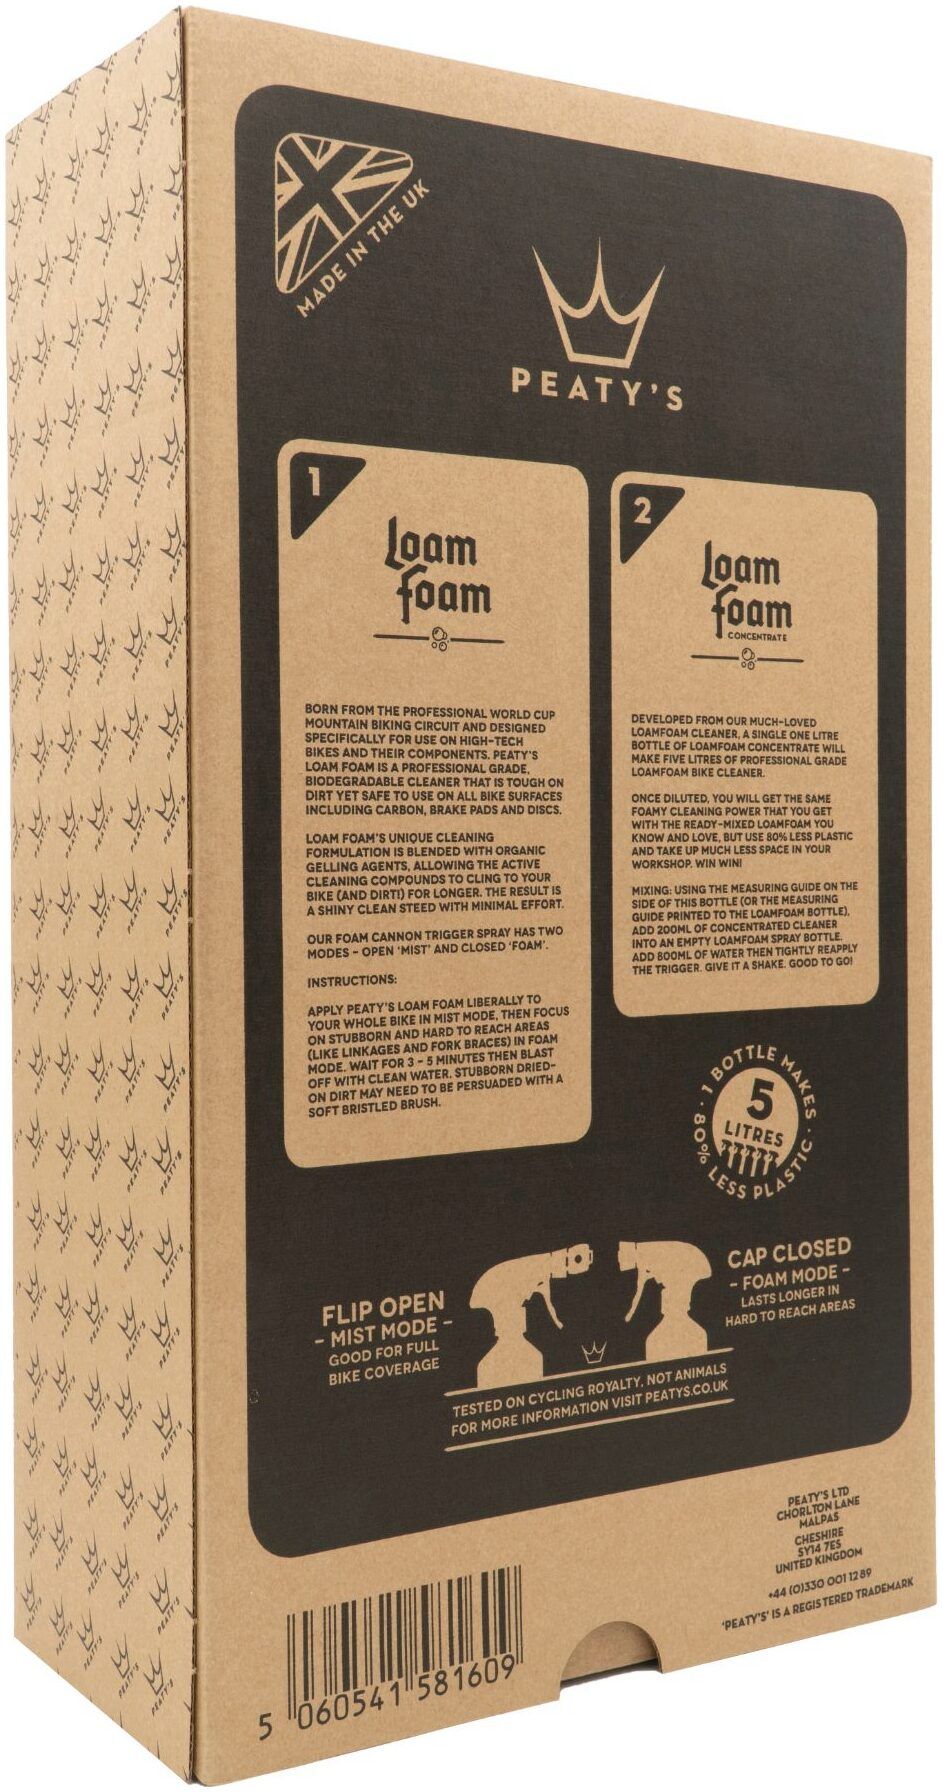 MADE IN THE UK
PEATY'S
1
Loam
foam
BORN FROM THE PROFESSIONAL WORLD CUP
MOUNTAIN BIKING CIRCUIT AND DESIGNED
SPECIFICALLY FOR USE ON HIGH-TECH
BIKES AND THEIR COMPONENTS. PEATY'S
LOAM FOAM IS A PROFESSIONAL GRADE,
BIODEGRADABLE CLEANER THAT IS TOUGH ON
DIRT YET SAFE TO USE ON ALL BIKE SURFACES
INCLUDING CARBON, BRAKE PADS AND DISCS.
LOAM FOAM'S UNIQUE CLEANING
FORMULATION IS BLENDED WITH ORGANIC
GELLING AGENTS, ALLOWING THE ACTIVE
CLEANING COMPOUNDS TO CLING TO YOUR
BIKE (AND DIRT!) FOR LONGER. THE RESULT IS
A SHINY CLEAN STEED WITH MINIMAL EFFORT.
OUR FOAM CANNON TRIGGER SPRAY HAS TWO
MODES - OPEN 'MIST' AND CLOSED 'FOAM'.
INSTRUCTIONS:
APPLY PEATY'S LOAM FOAM LIBERALLY TO
YOUR WHOLE BIKE IN MIST MODE, THEN FOCUS
ON STUBBORN AND HARD TO REACH AREAS
(LIKE LINKAGES AND FORK BRACES) IN FOAM
MODE. WAIT FOR 3 - 5 MINUTES THEN BLAST
OFF WITH CLEAN WATER. STUBBORN DRIED-
ON DIRT MAY NEED TO BE PERSUADED WITH A
SOFT BRISTLED BRUSH.
2
Loam
foam
CONCENTRATE
DEVELOPED FROM OUR MUCH-LOVED
LOAMFOAM CLEANER, A SINGLE ONE LITRE
BOTTLE OF LOAMFOAM CONCENTRATE WILL
MAKE FIVE LITRES OF PROFESSIONAL GRADE
LOAMFOAM BIKE CLEANER.
ONCE DILUTED, YOU WILL GET THE SAME
FOAMY CLEANING POWER THAT YOU GET
WITH THE READY-MIXED LOAMFOAM YOU
KNOW AND LOVE, BUT USE 80% LESS PLASTIC
AND TAKE UP MUCH LESS SPACE IN YOUR
WORKSHOP. WIN WIN!
MIXING: USING THE MEASURING GUIDE ON THE
SIDE OF THIS BOTTLE (OR THE MEASURING
GUIDE PRINTED TO THE LOAMFOAM BOTTLE),
ADD 200ML OF CONCENTRATED CLEANER
INTO AN EMPTY LOAMFOAM SPRAY BOTTLE.
ADD 800ML OF WATER THEN TIGHTLY REAPPLY
THE TRIGGER. GIVE IT A SHAKE. GOOD TO GO!
1 BOTTLE MAKES
5
LITRES
80% LESS PLASTIC
FLIP OPEN
- MIST MODE -
GOOD FOR FULL
BIKE COVERAGE
CAP CLOSED
- FOAM MODE -
LASTS LONGER IN
HARD TO REACH AREAS
TESTED ON CYCLING ROYALTY, NOT ANIMALS
FOR MORE INFORMATION VISIT PEATYS.CO.UK
PEATY'S LTD
CHORLTON LANE
MALPAS
CHESHIRE
SY14 7ES
UNITED KINGDOM
+44 (0)330 001 1289
'PEATY'S' IS A REGISTERED TRADEMARK
5 060541 581609